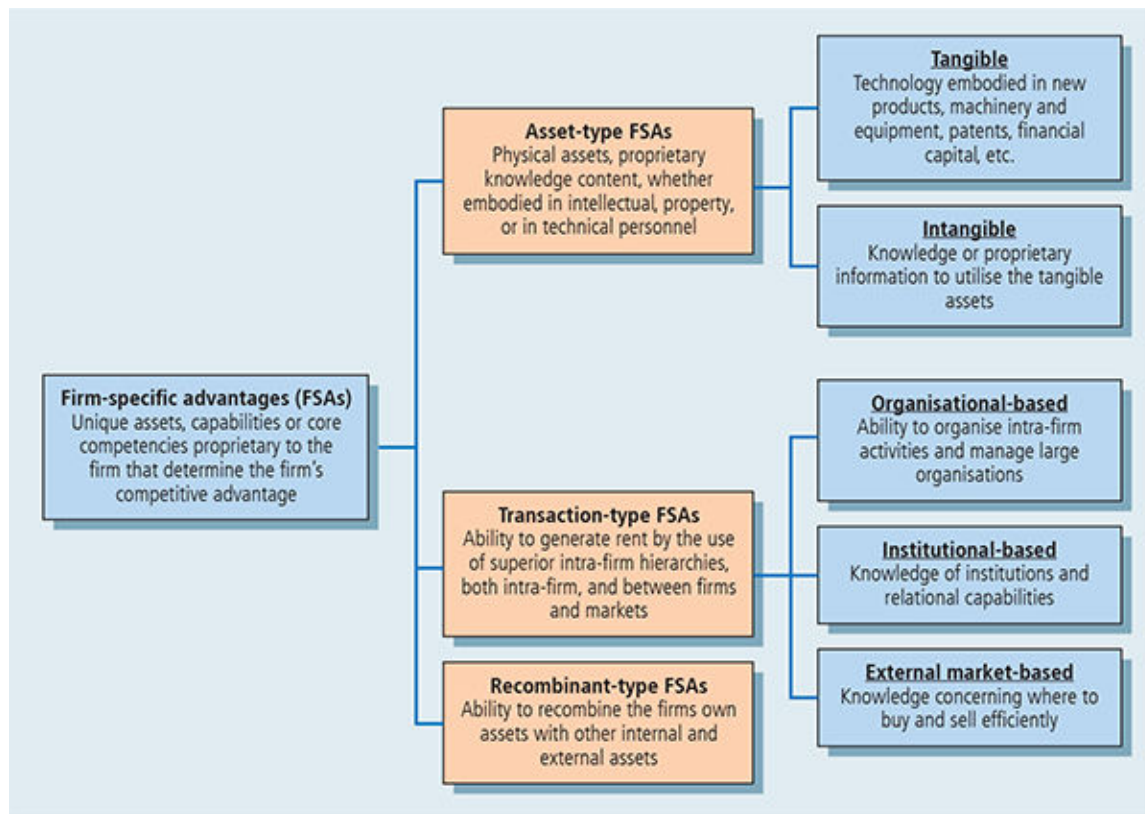 Firm-specific advantages (FSAs)
Unique assets, capabilities or core
competencies proprietary to the
firm that determine the firm's
competitive advantage
Asset-type FSAs
Physical assets, proprietary
knowledge content, whether
embodied in intellectual, property,
or in technical personnel
Tangible
Technology embodied in new
products, machinery and
equipment, patents, financial
capital, etc.
Intangible
Knowledge or proprietary
information to utilise the tangible
assets
Transaction-type FSAs
Ability to generate rent by the use
of superior intra-firm hierarchies,
both intra-firm, and between firms
and markets
Organisational-based
Ability to organise intra-firm
activities and manage large
organisations
Institutional-based
Knowledge of institutions and
relational capabilities
External market-based
Knowledge concerning where to
buy and sell efficiently
Recombinant-type FSAs
Ability to recombine the firms own
assets with other internal and
external assets